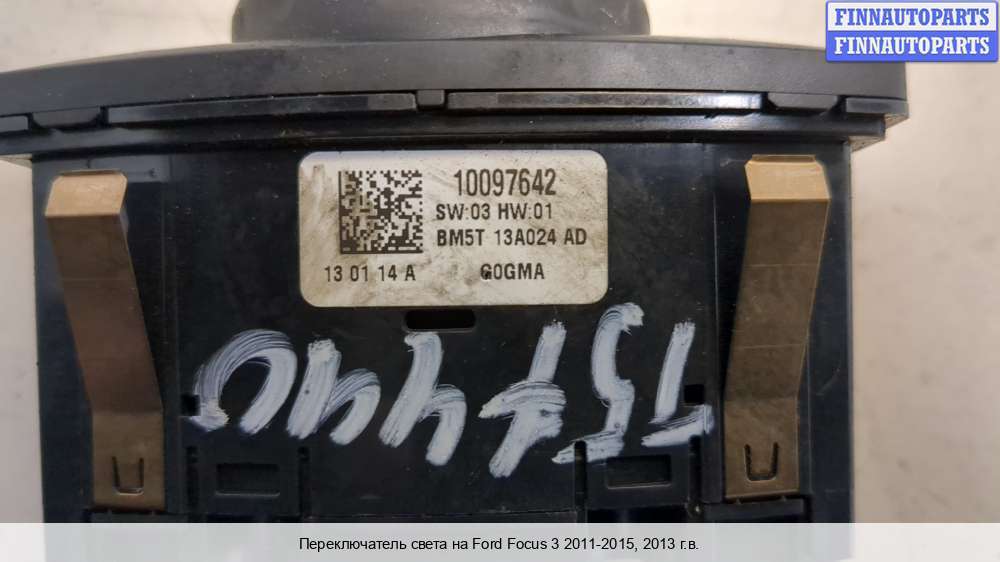 FINNAUTOPARTS
FINNAUTOPARTS
10097642
SW:03 HW:01
BM5T 13A024 AD
13 01 14 A G0GMA
Переключатель света на Ford Focus 3 2011-2015, 2013 г.в.